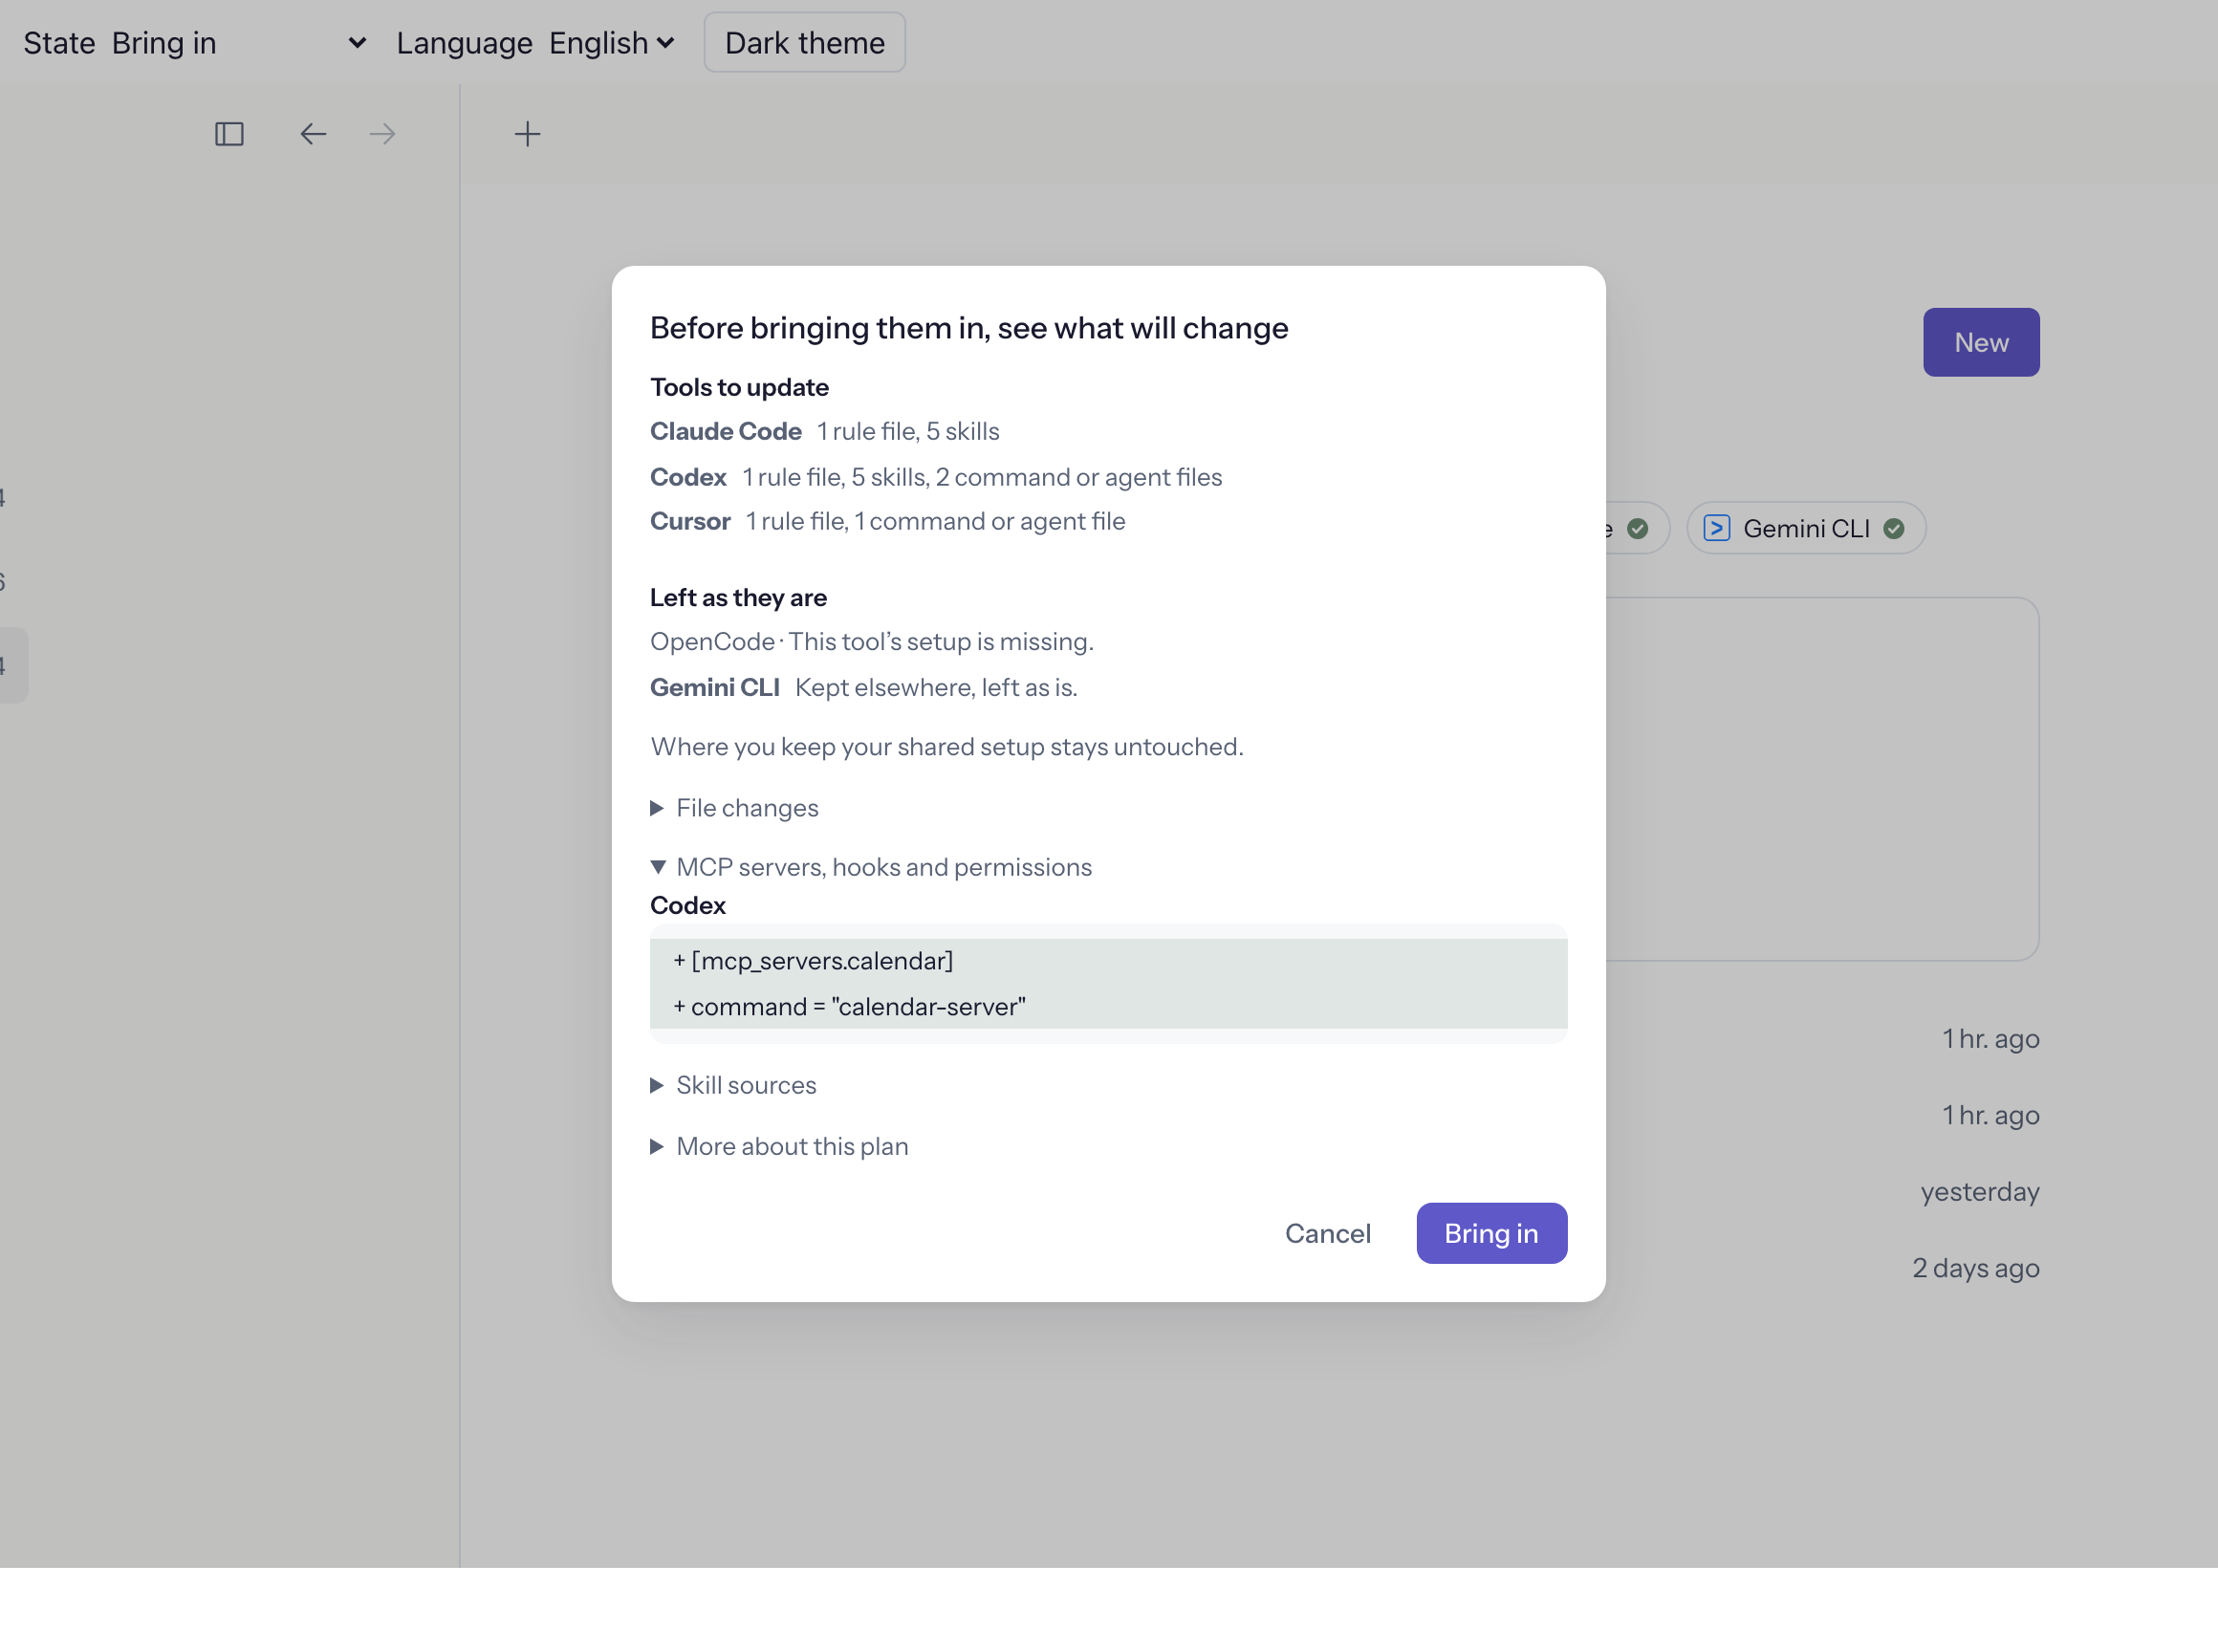 State Bring in Language English Dark theme
New
Before bringing them in, see what will change
Tools to update
Claude Code 1 rule file, 5 skills
Codex 1 rule file, 5 skills, 2 command or agent files
Cursor 1 rule file, 1 command or agent file
Gemini CLI
Left as they are
OpenCode · This tool’s setup is missing.
Gemini CLI Kept elsewhere, left as is.
Where you keep your shared setup stays untouched.
File changes
MCP servers, hooks and permissions
Codex
+ [mcp_servers.calendar]
+ command = "calendar-server"
Skill sources
More about this plan
Cancel Bring in
1 hr. ago
1 hr. ago
yesterday
2 days ago